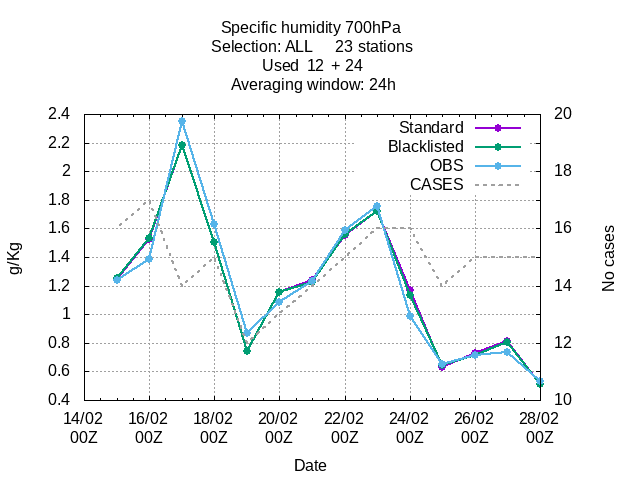 Specific humidity 700hPa
Selection: ALL 23 stations
Used 12 + 24
Averaging window: 24h
2.4
2.2
2
1.8
1.6
1.4
1.2
1
0.8
0.6
0.4
g/Kg
20
18
16
14
12
10
No cases
Standard
Blacklisted
OBS
CASES
14/02 16/02 18/02 20/02 22/02 24/02 26/02 28/02
00Z 00Z 00Z 00Z 00Z 00Z 00Z 00Z
Date